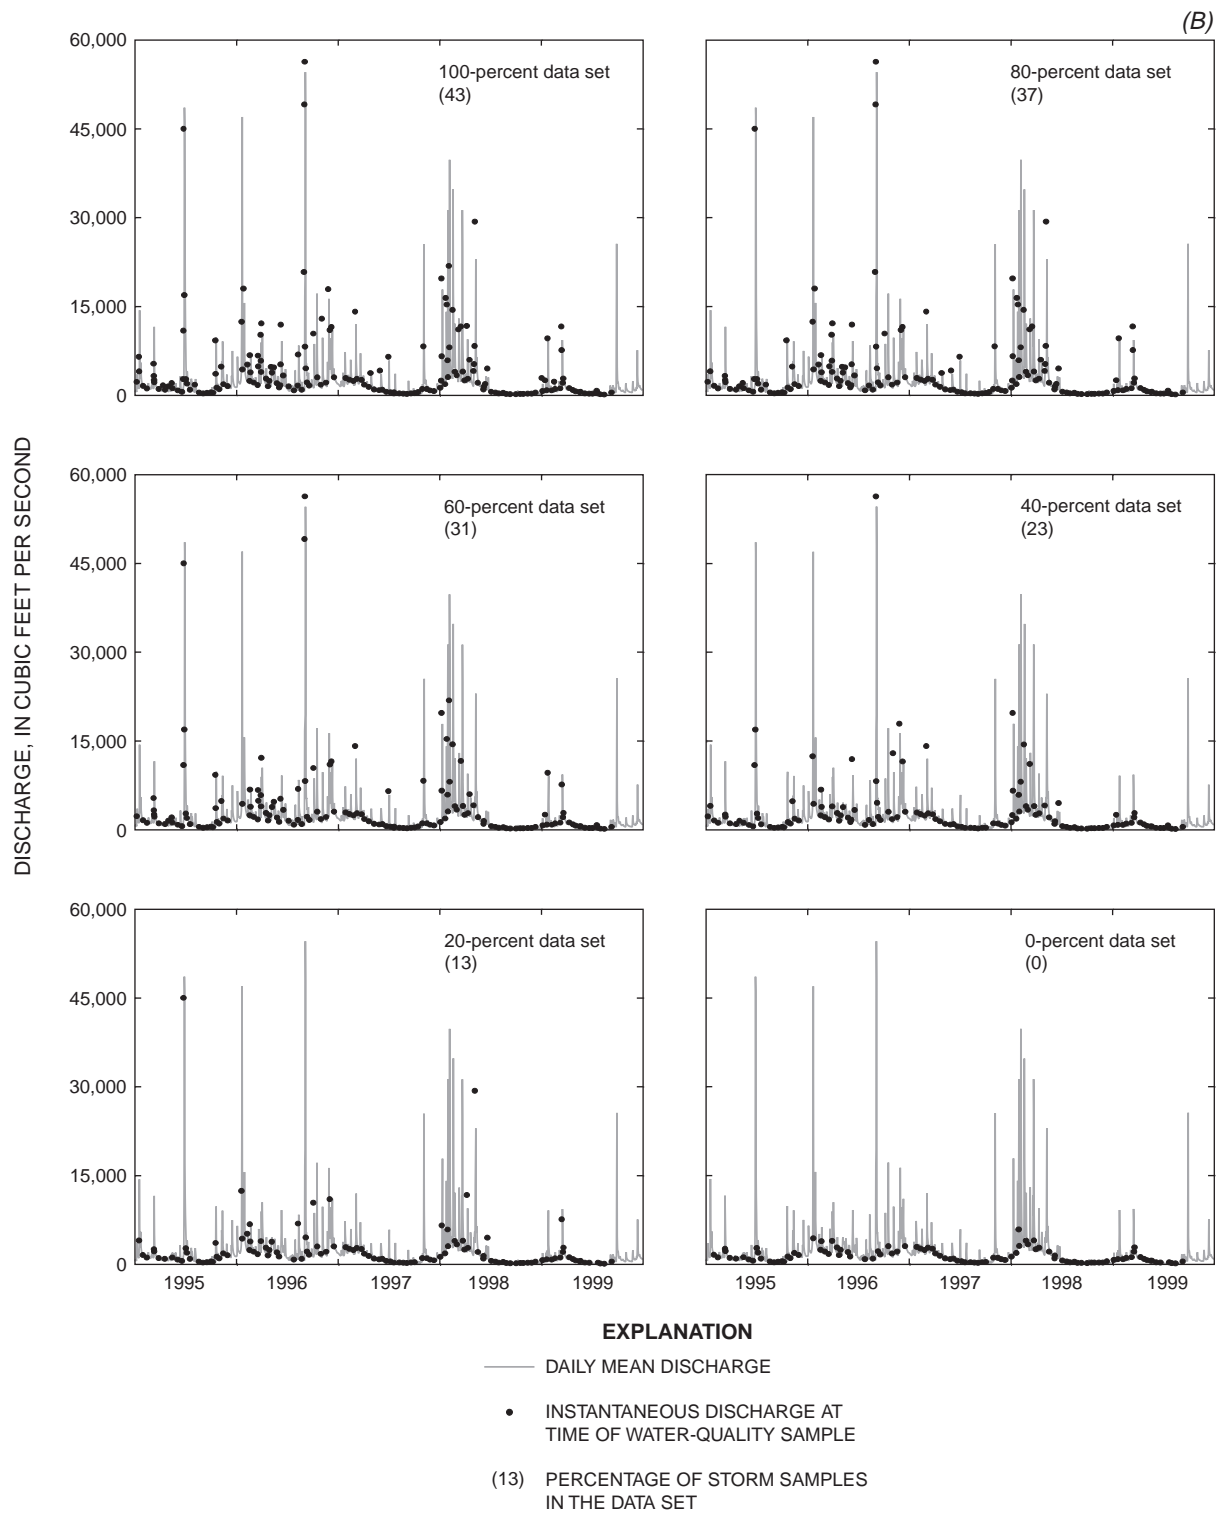 (B)
60,000
45,000
30,000
15,000
0
100-percent data set
(43)
80-percent data set
(37)
DISCHARGE, IN CUBIC FEET PER SECOND
60,000
45,000
30,000
15,000
0
60-percent data set
(31)
40-percent data set
(23)
60,000
45,000
30,000
15,000
0
20-percent data set
(13)
0-percent data set
(0)
1995 1996 1997 1998 1999
1995 1996 1997 1998 1999
EXPLANATION
DAILY MEAN DISCHARGE
INSTANTANEOUS DISCHARGE AT
TIME OF WATER-QUALITY SAMPLE
(13) PERCENTAGE OF STORM SAMPLES
IN THE DATA SET